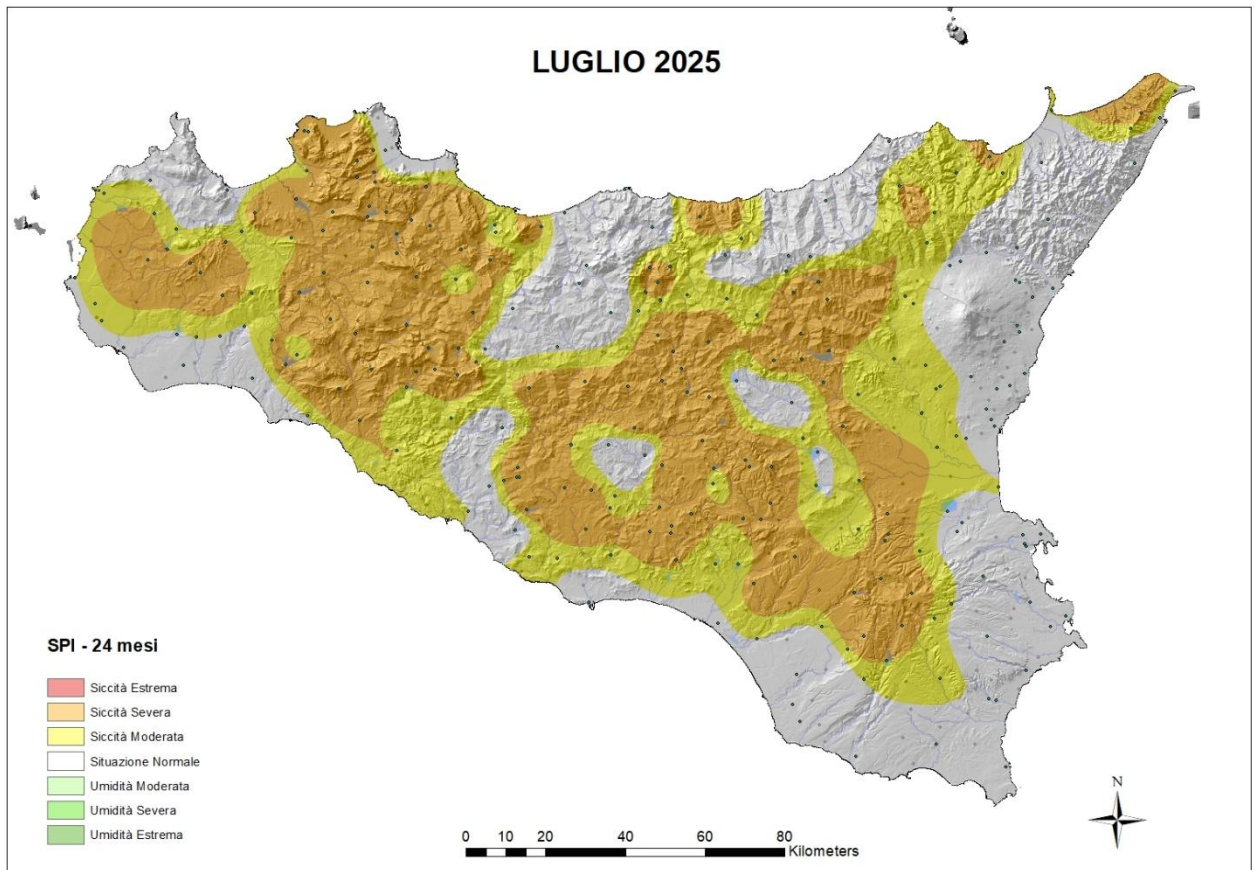 LUGLIO 2025
SPI - 24 mesi
Siccità Estrema
Siccità Severa
Siccità Moderata
Situazione Normale
Umidità Moderata
Umidità Severa
Umidità Estrema
N
0 10 20 40 60 80
Kilometers